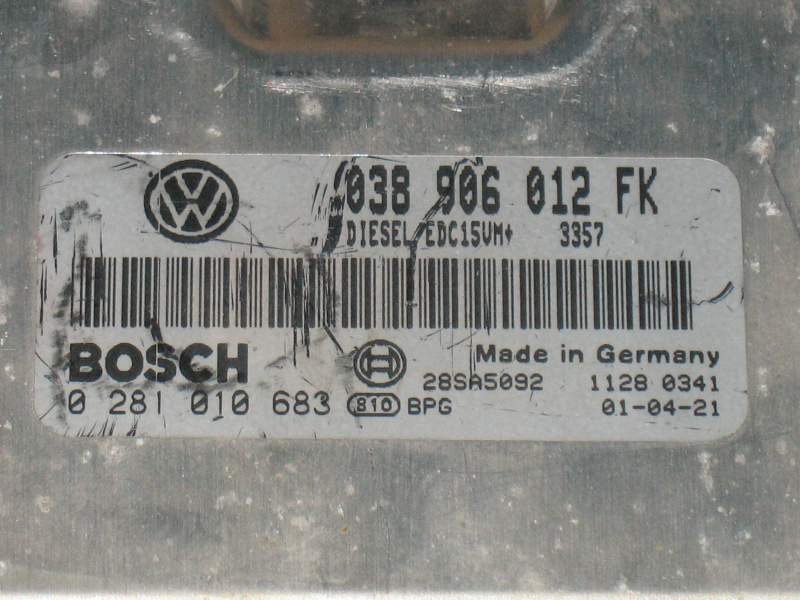 038 906 012 FK
DIESEL EDC15VM+ 3357
BOSCH
Made in Germany
28SA5092 1128 0341
0 281 010 683 810 BPG 01-04-21